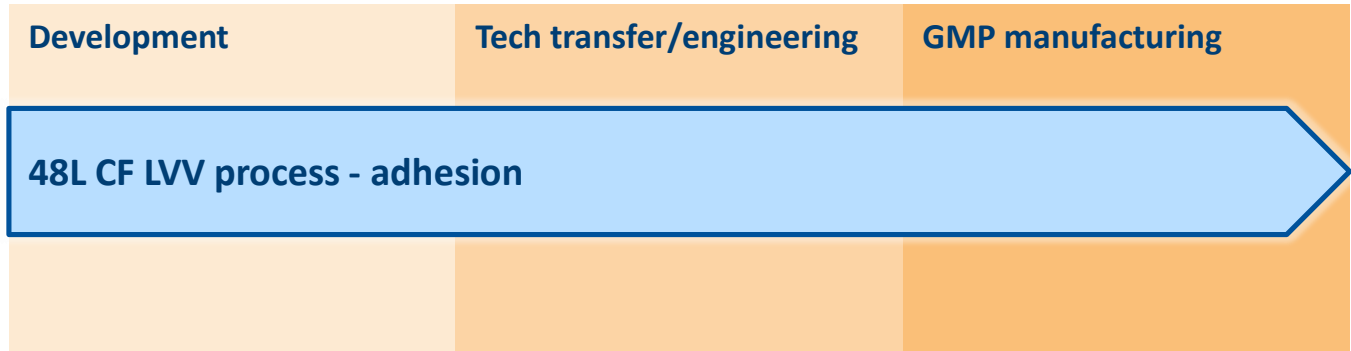 Development
Tech transfer/engineering
GMP manufacturing
48L CF LVV process - adhesion